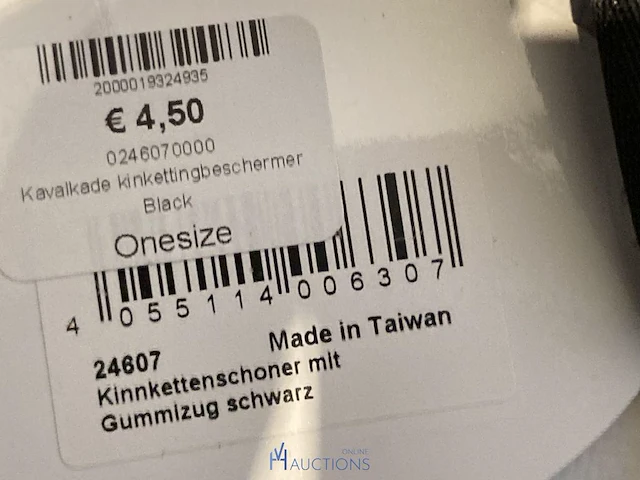 2000019324935
€ 4,50
0246070000
Kavalkade kinkettingbeschermer
Black
Onesize
4 055114 006307
Made in Taiwan
24607
Kinnkettenschoner mit
Gummizug schwarz
ONLINE
AUCTIONS